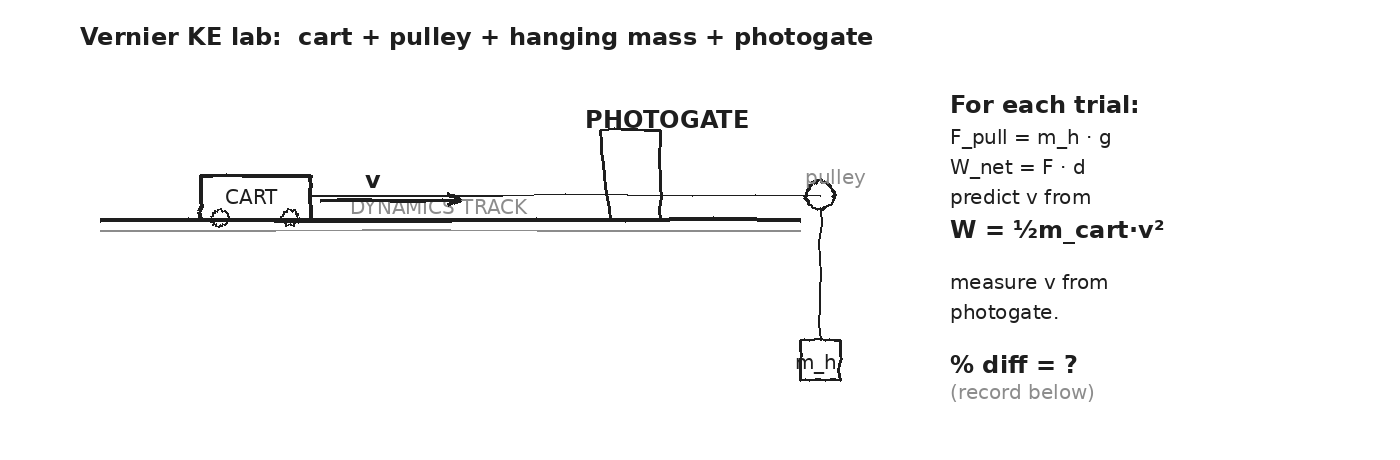 Vernier KE lab:  cart + pulley + hanging mass + photogate
PHOTOGATE
v
pulley
CART
DYNAMICS TRACK
m_h
For each trial:
F_pull = m_h · g
W_net = F · d
predict v from
W = ½m_cart·v²
measure v from
photogate.
% diff = ?
(record below)